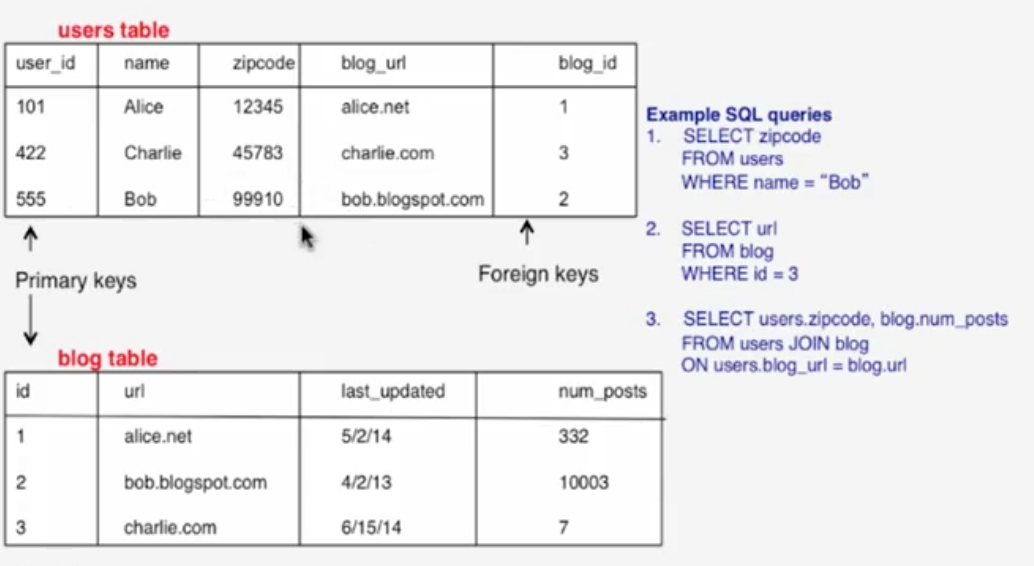 users table
user_id name zipcode blog_url blog_id
101 Alice 12345 alice.net 1
422 Charlie 45783 charlie.com 3
555 Bob 99910 bob.blogspot.com 2
Primary keys
Foreign keys
blog table
id url last_updated num_posts
1 alice.net 5/2/14 332
2 bob.blogspot.com 4/2/13 10003
3 charlie.com 6/15/14 7
Example SQL queries
1. SELECT zipcode
FROM users
WHERE name = “Bob”
2. SELECT url
FROM blog
WHERE id = 3
3. SELECT users.zipcode, blog.num_posts
FROM users JOIN blog
ON users.blog_url = blog.url